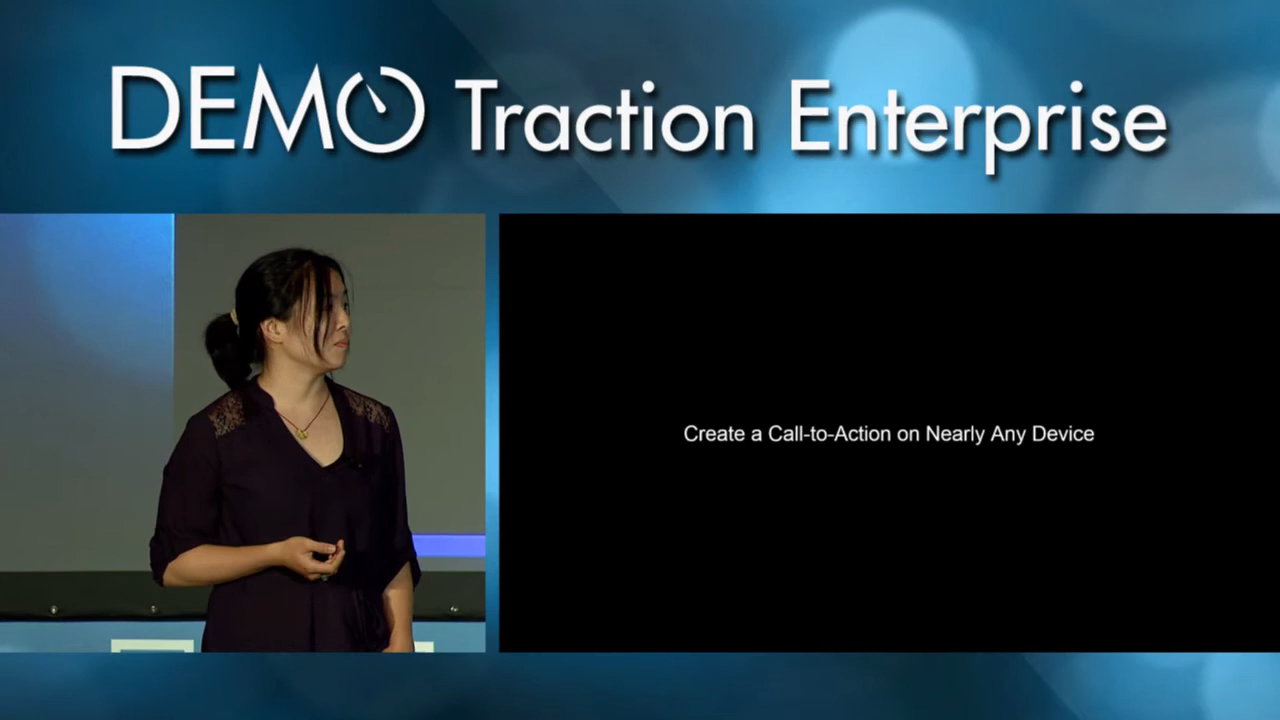 DEMO Traction Enterprise
Create a Call-to-Action on Nearly Any Device